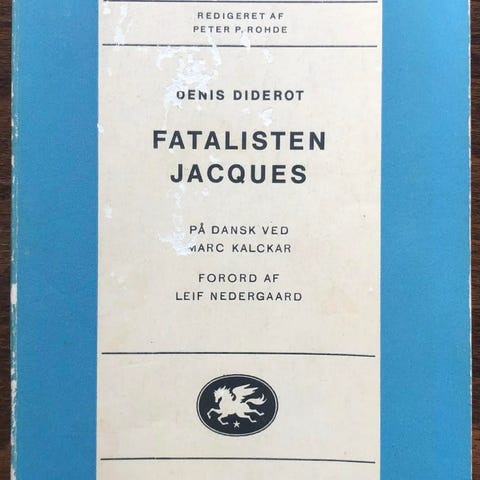 REDIGERET AF
PETER P. ROHDE
DENIS DIDEROT
FATALISTEN
JACQUES
PÅ DANSK VED
MARC KALCKAR
FORORD AF
LEIF NEDERGAARD